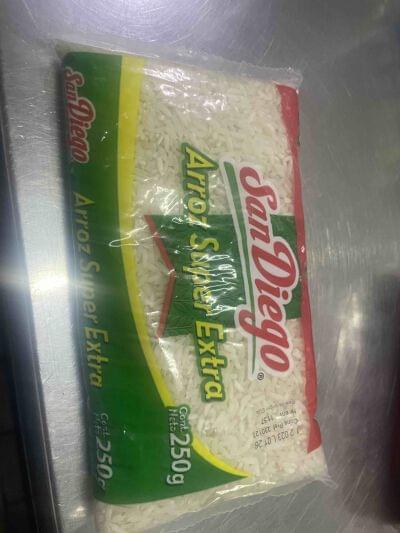 San Diego
Arroz Super Extra
Cont. Neto 250g
San Diego®
Arroz Super Extra
Cont.
Neto 250g